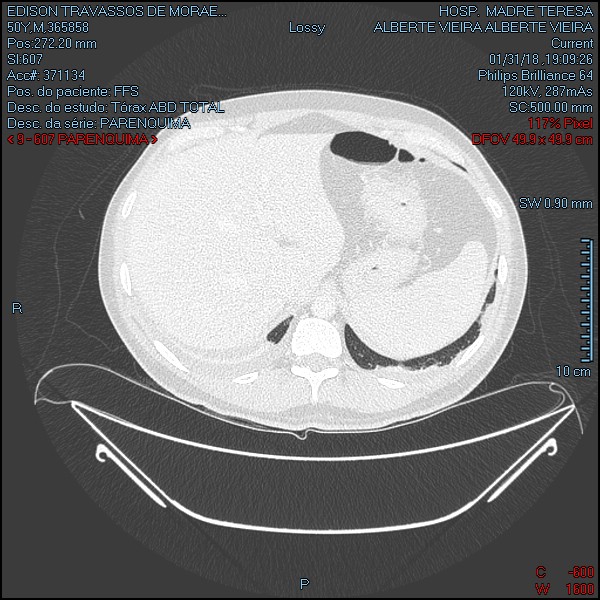 EDISON TRAVASSOS DE MORAE...
50Y,M,365858
Pos:272.20 mm
Sl:607
Acc#: 371134
Pos. do paciente: FFS
Desc. do estudo: Tórax ABD TOTAL
Desc. da série: PARENQUIMA
< 9 - 607 PARENQUIMA >
Lossy
HOSP. MADRE TERESA
ALBERTE VIEIRA ALBERTE VIEIRA
Current
01/31/18 ,19:09:26
Philips Brilliance 64
120kV, 287mAs
SC:500.00 mm
117% Pixel
DFOV 49.9 x 49.9 cm
SW 0.90 mm
R
10 cm
P
C -600
W 1600